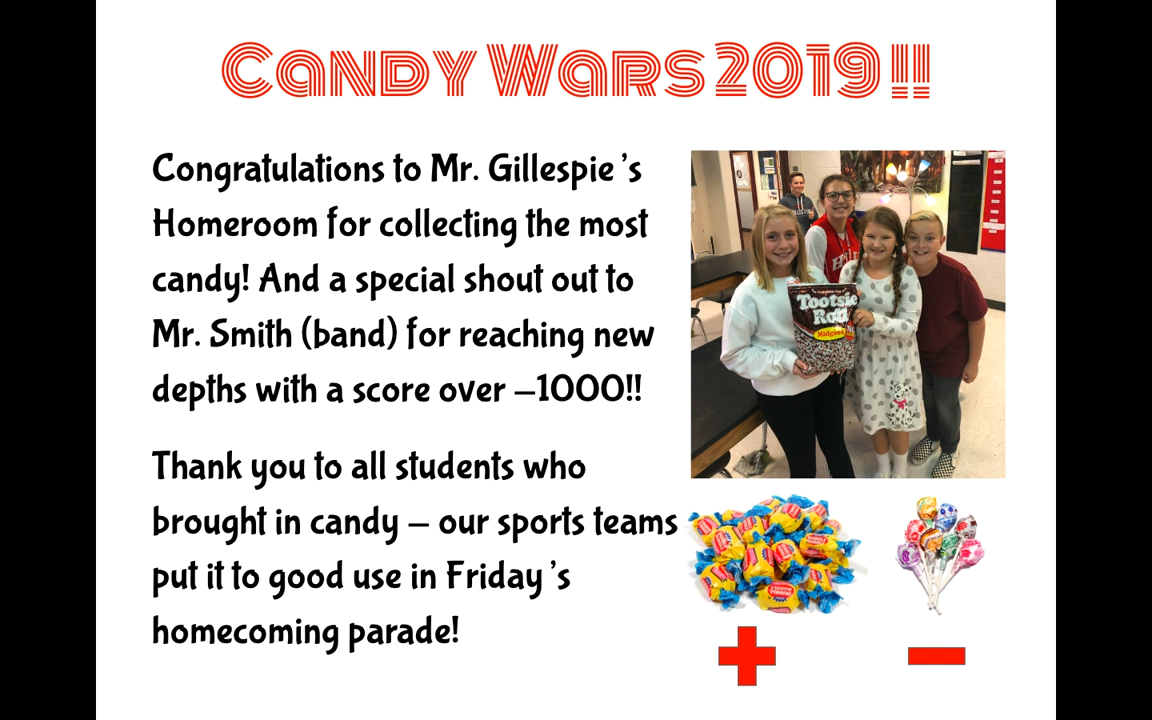 Candy Wars 2019!!
Congratulations to Mr. Gillespie's
Homeroom for collecting the most
candy! And a special shout out to
Mr. Smith (band) for reaching new
depths with a score over -1000!!
Thank you to all students who
brought in candy - our sports teams
put it to good use in Friday's
homecoming parade!
Tootsie
Roll
Midgees
+ -